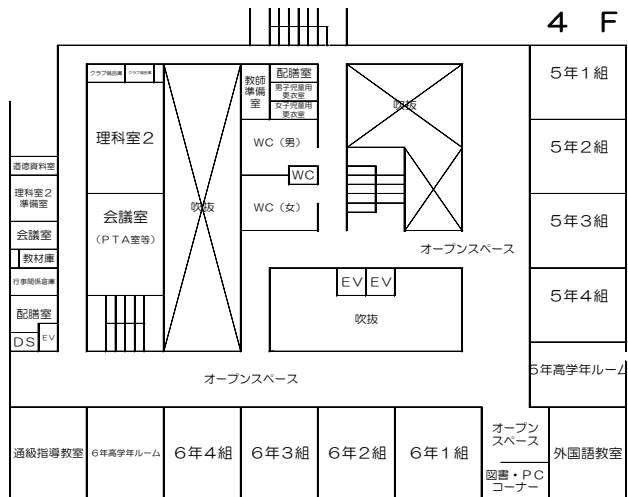 4 F
クラブ備品庫
クラブ備品庫
教師
準備
室
配膳室
男子児童用
更衣室
女子児童用
更衣室
吹抜
5年1組
理科室2
WC(男)
5年2組
道徳資料室
WC
理科室2
準備室
会議室
(PTA室等)
吹抜
WC(女)
5年3組
会議室
オープンスペース
教材庫
行事関係倉庫
EV
EV
5年4組
配膳室
吹抜
DS
EV
5年高学年ルーム
オープンスペース
通級指導教室
6年高学年ルーム
6年4組
6年3組
6年2組
6年1組
オープン
スペース
図書・PC
コーナー
外国語教室